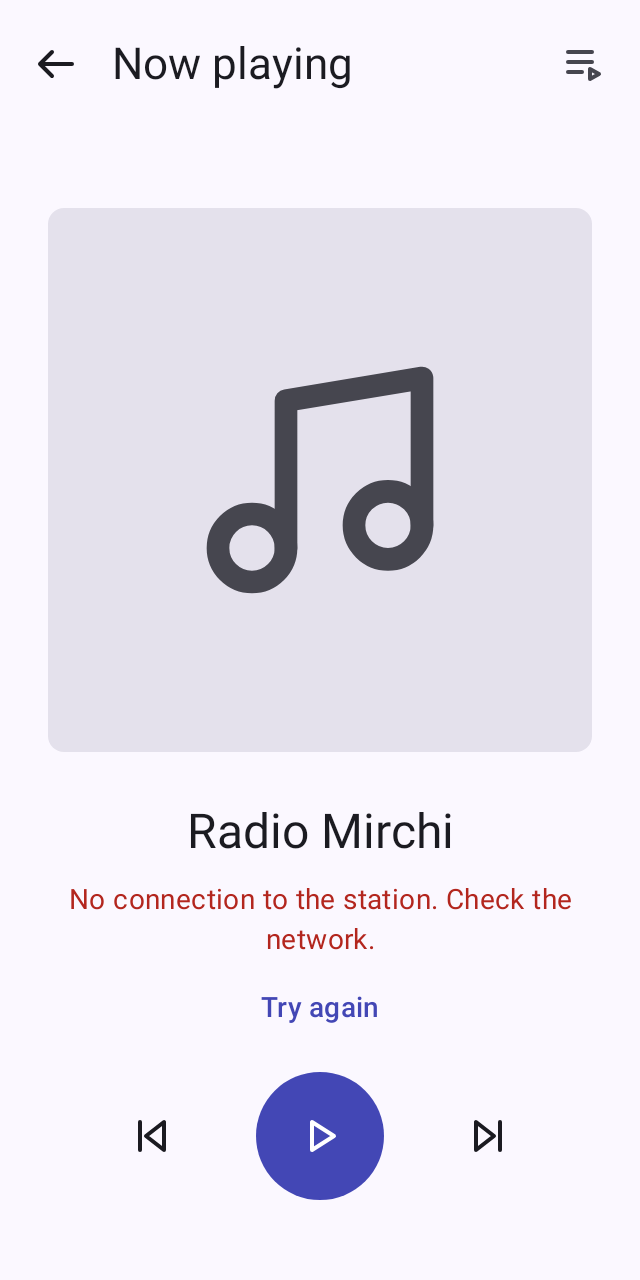 Now playing
Radio Mirchi
No connection to the station. Check the
network.
Try again